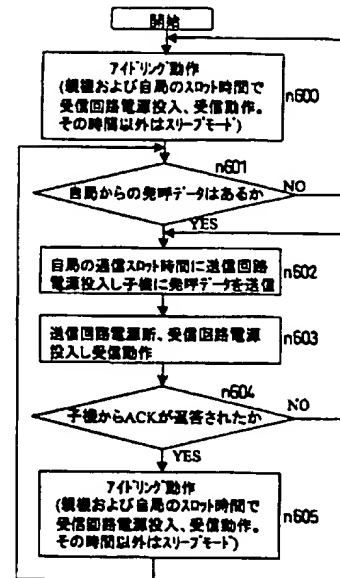 開始
アイドリング動作
(親機および自局のスロット時間で
受信回路電源投入、受信動作。
その時間以外はスリープモード)
n600
n601
自局からの発呼データはあるか
NO
YES
自局の通信スロット時間に送信回路
電源投入し子機に発呼データを送信
n602
送信回路電源断、受信回路電源
投入し受信動作
n603
n604
子機からACKが返答されたか
NO
YES
アイドリング動作
(親機および自局のスロット時間で
受信回路電源投入、受信動作。
その時間以外はスリープモード)
n605